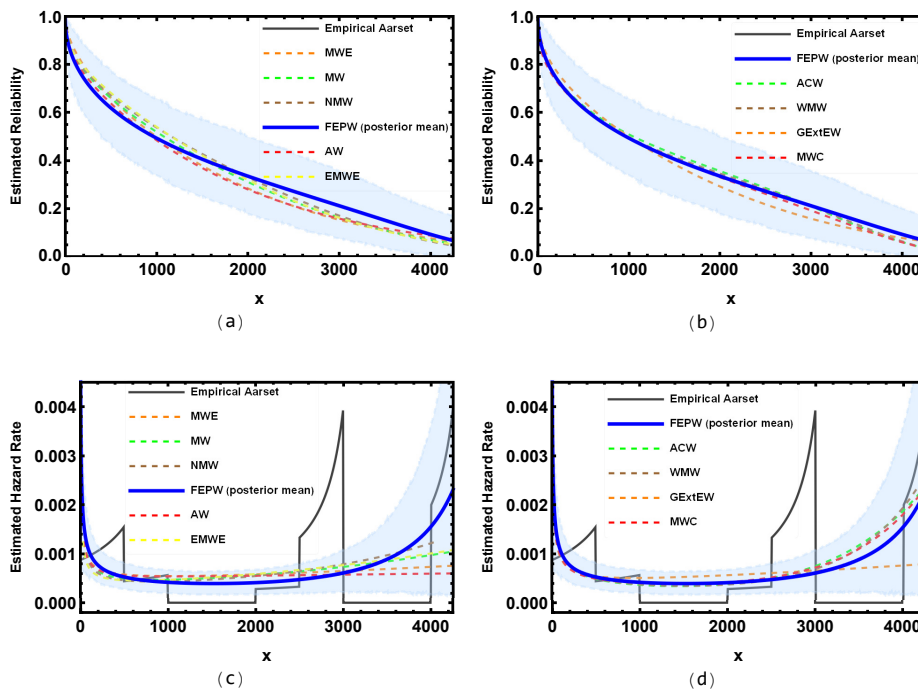 1.0
0.8
0.6
0.4
0.2
0.0
Estimated Reliability
Empirical Aarset
MWE
MW
NMW
FEPW (posterior mean)
AW
EMWE
0 1000 2000 3000 4000
x
(a)
1.0
0.8
0.6
0.4
0.2
0.0
Estimated Reliability
Empirical Aarset
FEPW (posterior mean)
ACW
WMW
GExtEW
MWC
0 1000 2000 3000 4000
x
(b)
0.004
0.003
0.002
0.001
0.000
Estimated Hazard Rate
Empirical Aarset
MWE
MW
NMW
FEPW (posterior mean)
AW
EMWE
0 1000 2000 3000 4000
x
(c)
0.004
0.003
0.002
0.001
0.000
Estimated Hazard Rate
Empirical Aarset
FEPW (posterior mean)
ACW
WMW
GExtEW
MWC
0 1000 2000 3000 4000
x
(d)